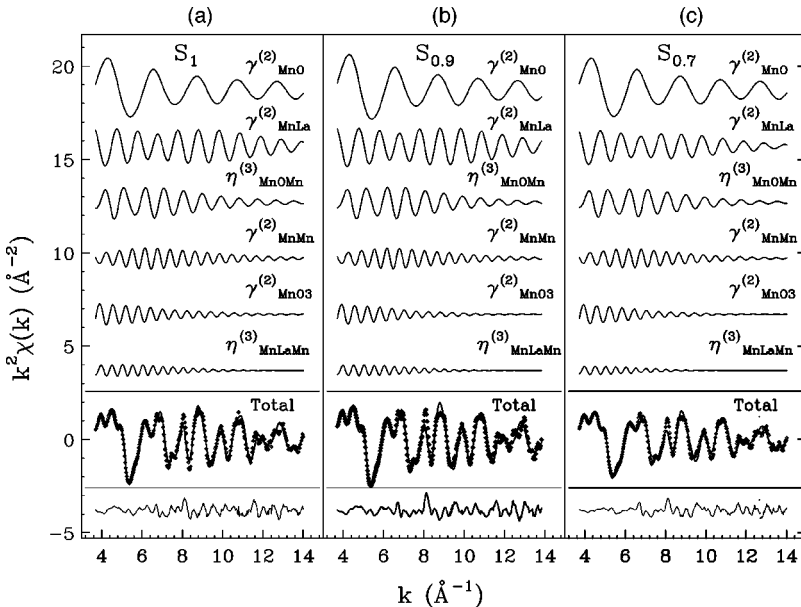 (a) (b) (c)
S1 S0.9 S0.7
γ(2)MnO γ(2)MnO γ(2)MnO
γ(2)MnLa γ(2)MnLa γ(2)MnLa
η(3)MnOMn η(3)MnOMn η(3)MnOMn
γ(2)MnMn γ(2)MnMn γ(2)MnMn
γ(2)MnO3 γ(2)MnO3 γ(2)MnO3
η(3)MnLaMn η(3)MnLaMn η(3)MnLaMn
Total Total Total
20
15
10
5
0
−5
k²χ(k) (Å⁻²)
4 6 8 10 12 14 4 6 8 10 12 14 4 6 8 10 12 14
k (Å⁻¹)